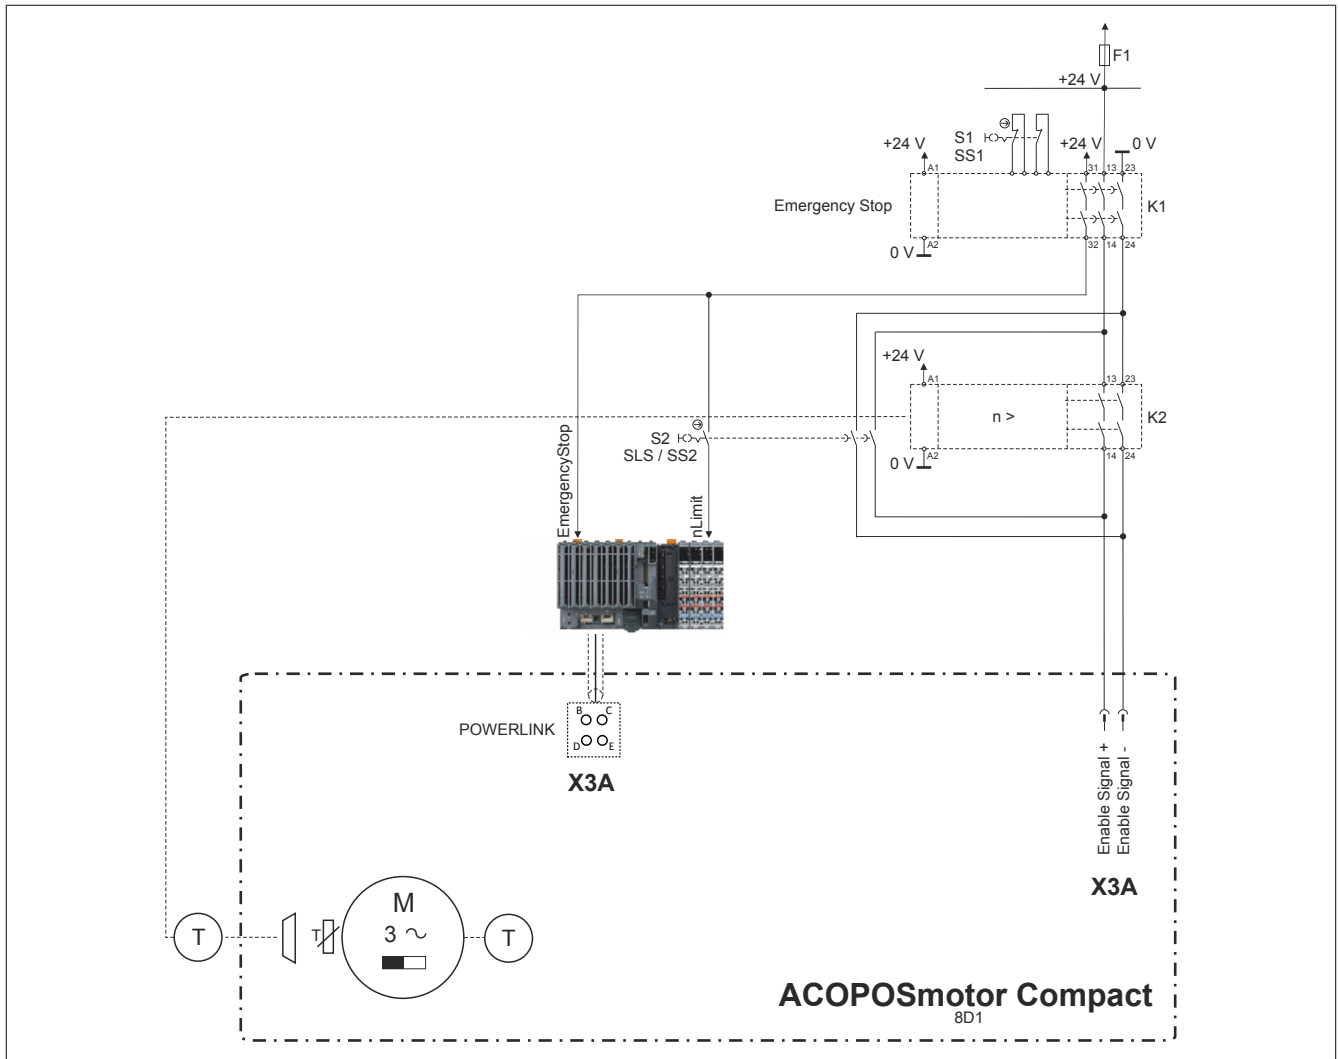 F1
+24 V
S1
SS1
+24 V
+24 V
0 V
A1
31
13
23
Emergency Stop
K1
A2
32
14
24
0 V
+24 V
A1
13
23
n >
K2
EmergencyStop
S2
SLS / SS2
nLimit
0 V
A2
14
24
POWERLINK
B
C
D
E
X3A
Enable Signal +
Enable Signal -
X3A
T
T
M
3 ~
T
ACOPOSmotor Compact
8D1